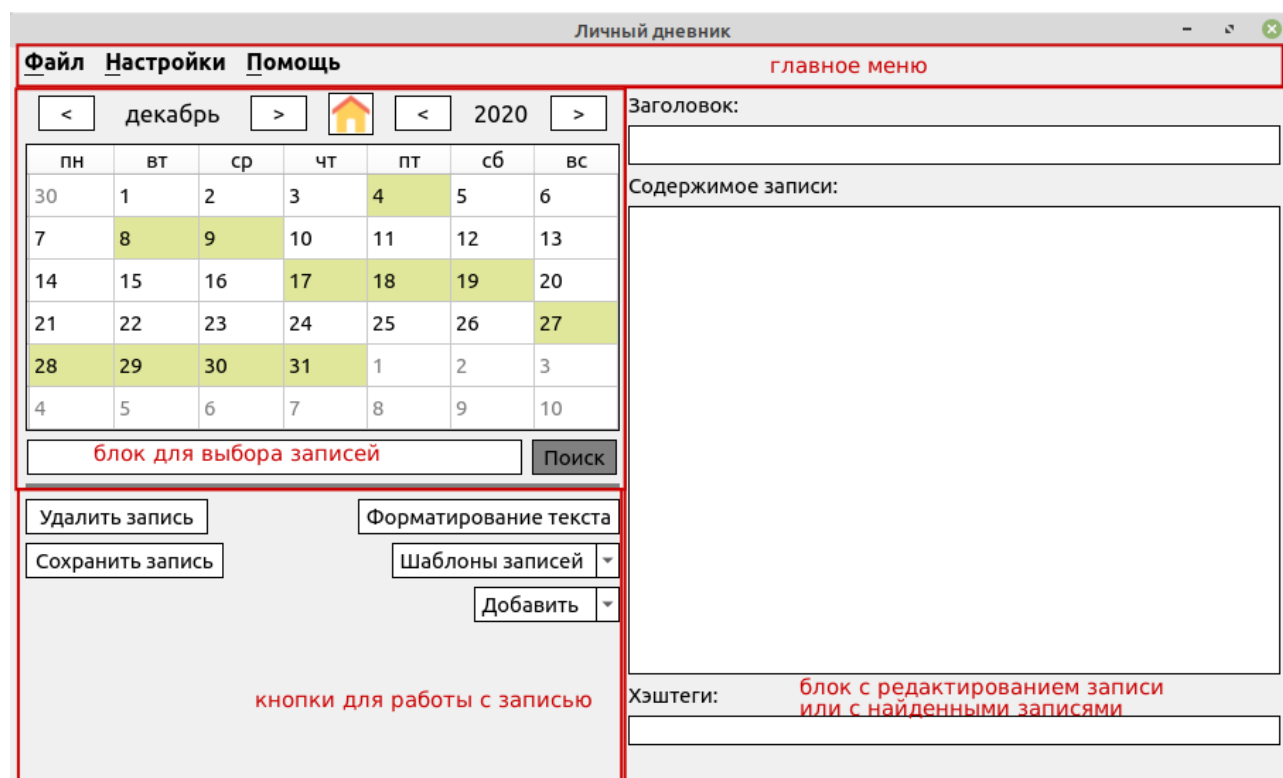 Личный дневник
Файл Настройки Помощь
главное меню
< декабрь > < 2020 >
пн вт ср чт пт сб вс
30 1 2 3 4 5 6
7 8 9 10 11 12 13
14 15 16 17 18 19 20
21 22 23 24 25 26 27
28 29 30 31 1 2 3
4 5 6 7 8 9 10
блок для выбора записей
Поиск
Удалить запись
Форматирование текста
Сохранить запись
Шаблоны записей
Добавить
кнопки для работы с записью
Заголовок:
Содержимое записи:
Хэштеги:
блок с редактированием записи
или с найденными записями